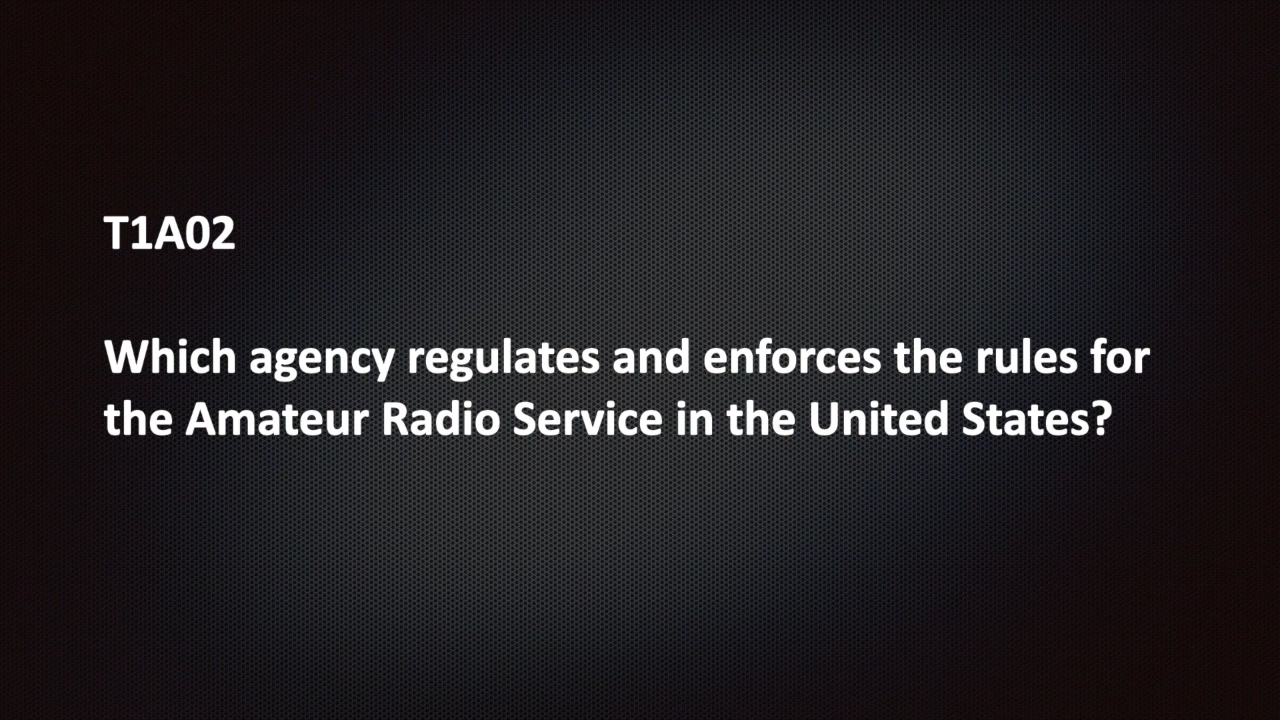 T1A02
Which agency regulates and enforces the rules for
the Amateur Radio Service in the United States?